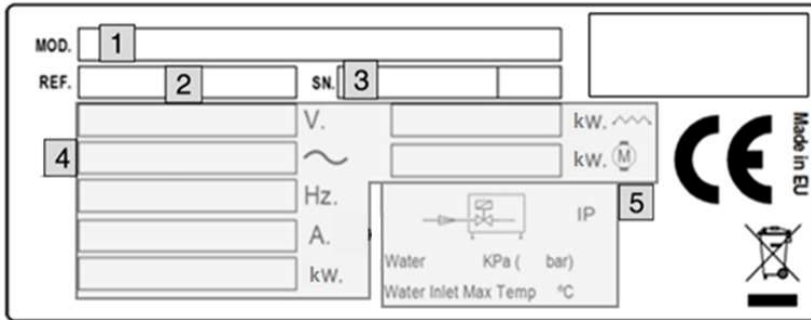 MOD. 1
REF. 2 SN. 3
V. kw.
4 kw. M
Hz.
A.
kw.
5
IP
Water KPa ( bar)
Water Inlet Max Temp ºC
CE
Made in EU